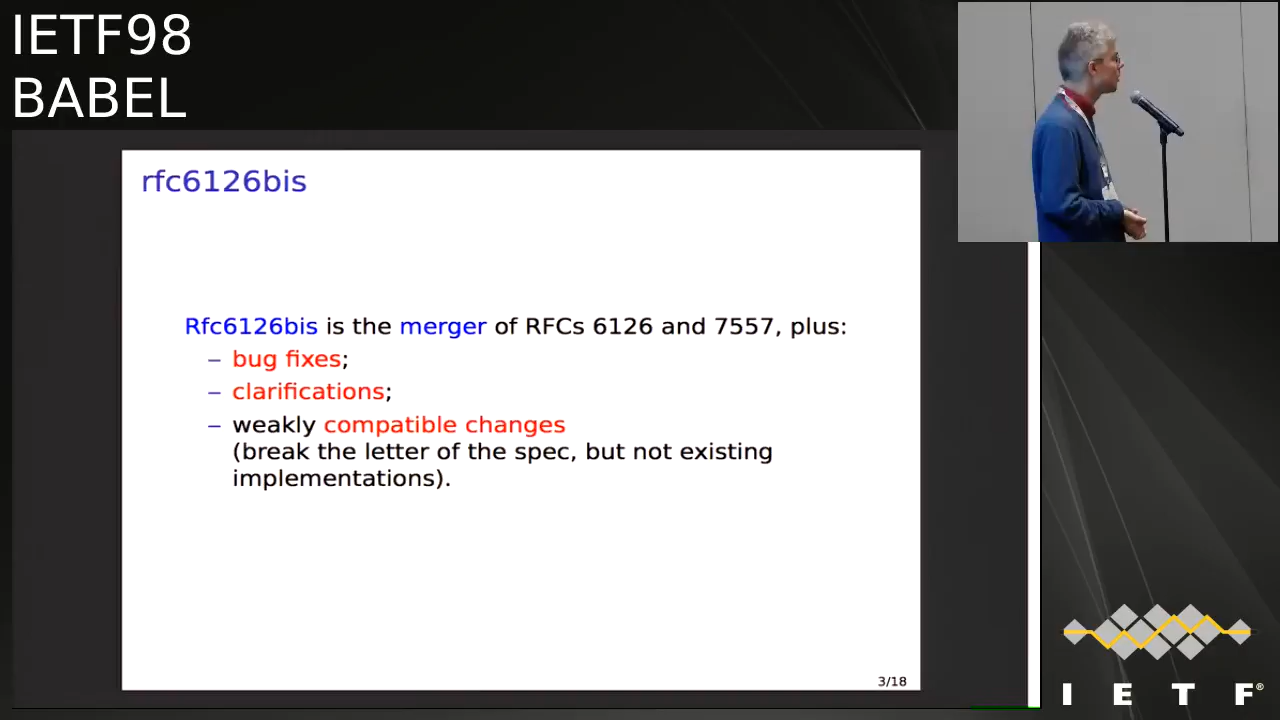 IETF98
BABEL
rfc6126bis
Rfc6126bis is the merger of RFCs 6126 and 7557, plus:
– bug fixes;
– clarifications;
– weakly compatible changes
(break the letter of the spec, but not existing
implementations).
3/18
I E T F®